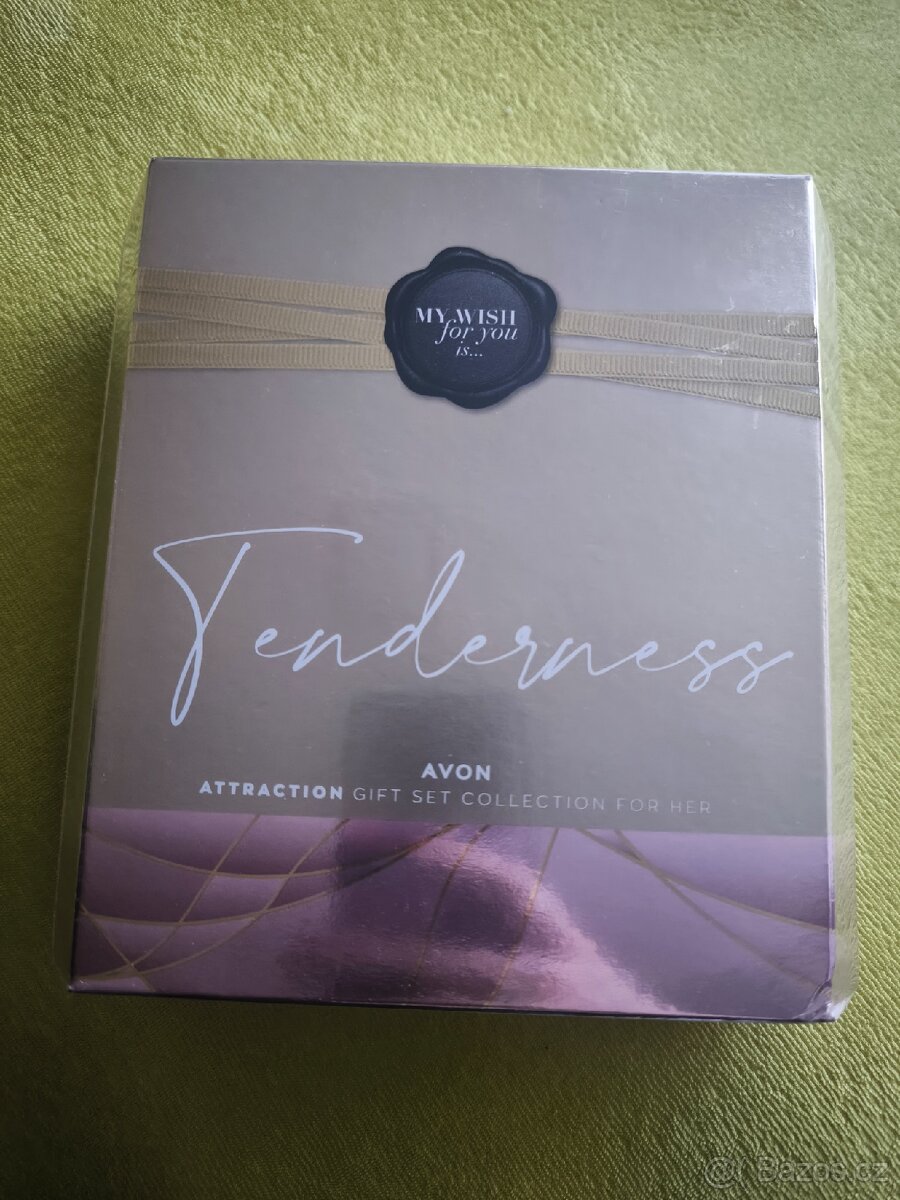 MY WISH
for you
is...
Tenderness
AVON
ATTRACTION GIFT SET COLLECTION FOR HER
@ Bazos.cz